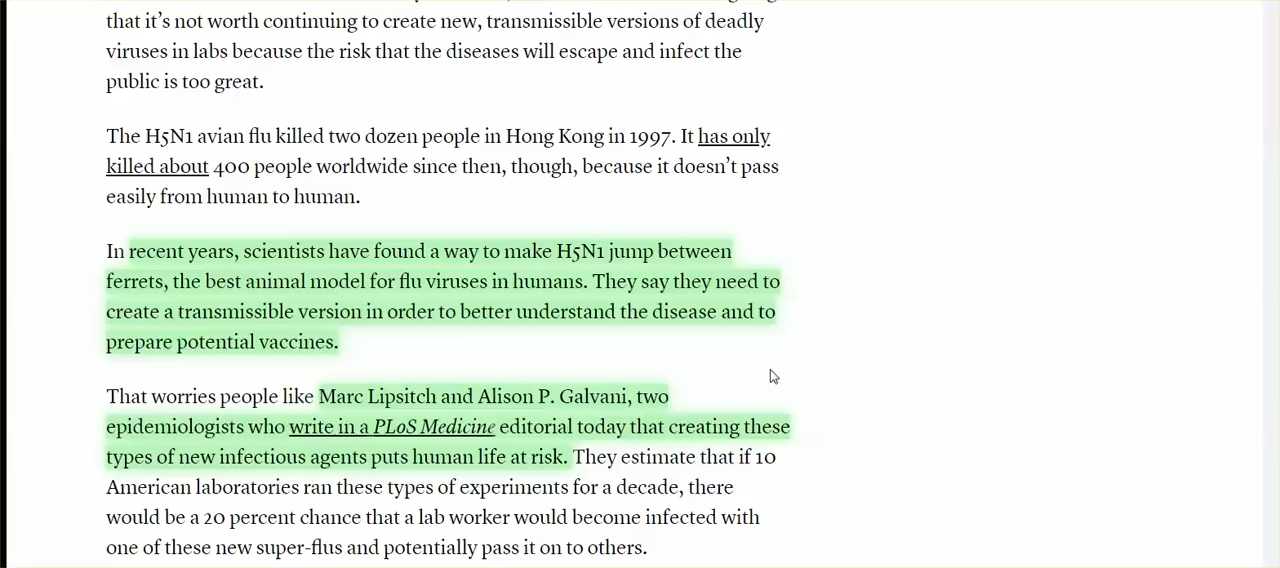 that it's not worth continuing to create new, transmissible versions of deadly
viruses in labs because the risk that the diseases will escape and infect the
public is too great.
The H5N1 avian flu killed two dozen people in Hong Kong in 1997. It has only
killed about 400 people worldwide since then, though, because it doesn't pass
easily from human to human.
In recent years, scientists have found a way to make H5N1 jump between
ferrets, the best animal model for flu viruses in humans. They say they need to
create a transmissible version in order to better understand the disease and to
prepare potential vaccines.
That worries people like Marc Lipsitch and Alison P. Galvani, two
epidemiologists who write in a PLoS Medicine editorial today that creating these
types of new infectious agents puts human life at risk. They estimate that if 10
American laboratories ran these types of experiments for a decade, there
would be a 20 percent chance that a lab worker would become infected with
one of these new super-flus and potentially pass it on to others.